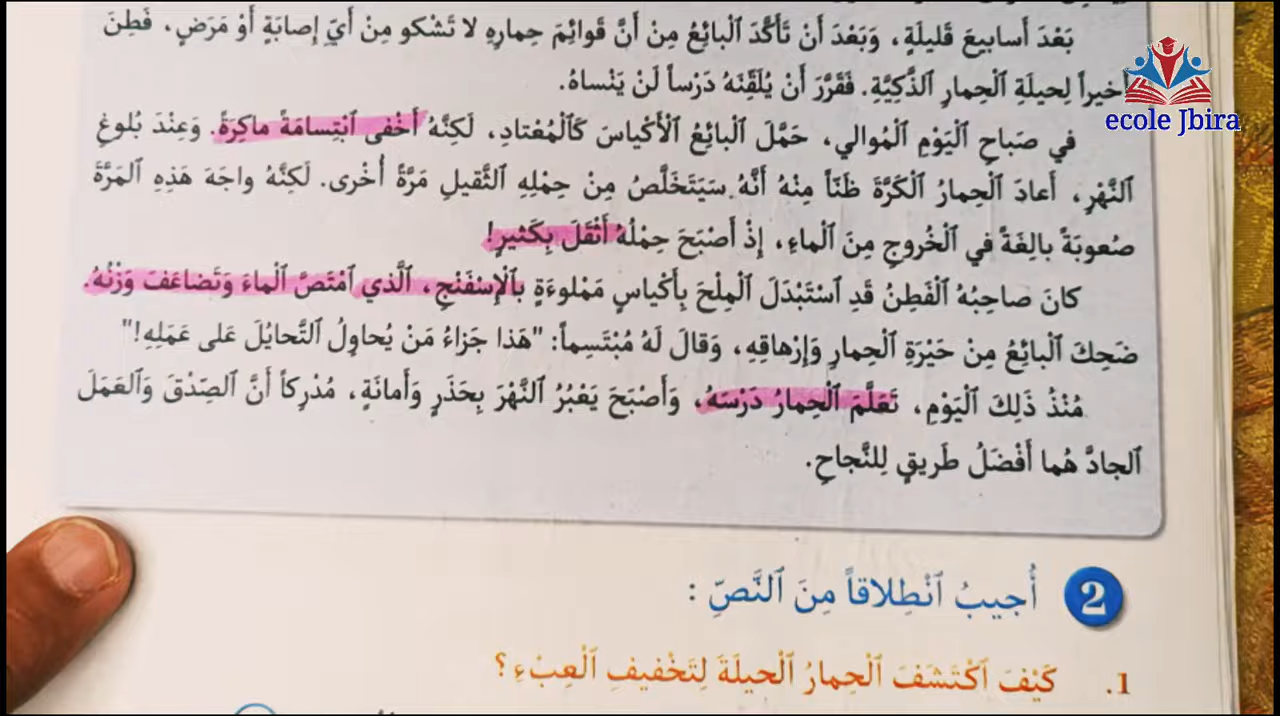 بَعْدَ أَسابيعَ قَليلَةٍ، وَبَعْدَ أَنْ تَأَكَّدَ ٱلْبائِعُ مِنْ أَنَّ قَوائِمَ حِمارِهِ لا تَشْكو مِنْ أَيِّ إِصابَةٍ أَوْ مَرَضٍ، فَطِنَ
أَخيراً لِحيلَةِ ٱلْحِمارِ ٱلذَّكِيَّةِ. فَقَرَّرَ أَنْ يُلَقِّنَهُ دَرْساً لَنْ يَنْساهُ.
ecole Jbira
في صَباحِ ٱلْيَوْمِ ٱلْمُوالي، حَمَّلَ ٱلْبائِعُ ٱلْأَكْياسَ كَٱلْمُعْتادِ، لَكِنَّهُ أَخْفى ٱبْتِسامَةً ماكِرَةً. وَعِنْدَ بُلوغِ
ٱلنَّهْرِ، أَعادَ ٱلْحِمارُ ٱلْكَرَّةَ ظَنّاً مِنْهُ أَنَّهُ سَيَتَخَلَّصُ مِنْ حِمْلِهِ ٱلثَّقيلِ مَرَّةً أُخْرى. لَكِنَّهُ واجَهَ هَذِهِ ٱلمَرَّةَ
صُعوبَةً بالِغَةً في ٱلْخُروجِ مِنَ ٱلْماءِ، إِذْ أَصْبَحَ حِمْلُهُ أَثْقَلَ بِكَثيرٍ!
كانَ صاحِبُهُ ٱلْفَطِنُ قَدِ ٱسْتَبْدَلَ ٱلْمِلْحَ بِأَكْياسٍ مَمْلوءَةٍ بِٱلْإِسْفَنْجِ، ٱلَّذي ٱمْتَصَّ ٱلْماءَ وَتَضاعَفَ وَزْنُهُ.
ضَحِكَ ٱلْبائِعُ مِنْ حَيْرَةِ ٱلْحِمارِ وَإِرْهاقِهِ، وَقالَ لَهُ مُبْتَسِماً: "هَذا جَزاءُ مَنْ يُحاوِلُ ٱلتَّحايُلَ عَلى عَمَلِهِ!"
مُنْذُ ذَلِكَ ٱلْيَوْمِ، تَعَلَّمَ ٱلْحِمارُ دَرْسَهُ، وَأَصْبَحَ يَعْبُرُ ٱلنَّهْرَ بِحَذَرٍ وَأَمانَةٍ، مُدْرِكاً أَنَّ ٱلصِّدْقَ وَٱلعَمَلَ
ٱلجادَّ هُما أَفْضَلُ طَريقٍ لِلنَّجاحِ.
2 أُجيبُ ٱنْطِلاقاً مِنَ ٱلنَّصِّ :
1. كَيْفَ ٱكْتَشَفَ ٱلْحِمارُ ٱلْحيلَةَ لِتَخْفيفِ ٱلْعِبْءِ؟